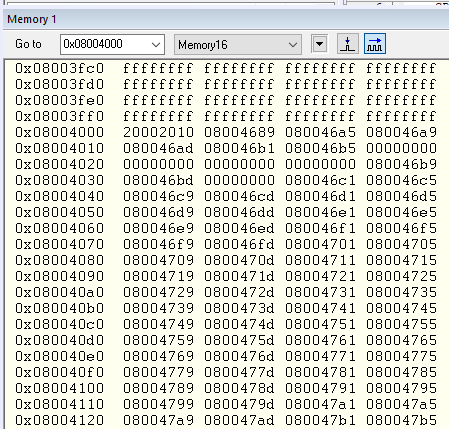 Memory 1
Go to 0x08004000 Memory16
0x08003fc0 ffffffff ffffffff ffffffff ffffffff
0x08003fd0 ffffffff ffffffff ffffffff ffffffff
0x08003fe0 ffffffff ffffffff ffffffff ffffffff
0x08003ff0 ffffffff ffffffff ffffffff ffffffff
0x08004000 20002010 08004689 080046a5 080046a9
0x08004010 080046ad 080046b1 080046b5 00000000
0x08004020 00000000 00000000 00000000 080046b9
0x08004030 080046bd 00000000 080046c1 080046c5
0x08004040 080046c9 080046cd 080046d1 080046d5
0x08004050 080046d9 080046dd 080046e1 080046e5
0x08004060 080046e9 080046ed 080046f1 080046f5
0x08004070 080046f9 080046fd 08004701 08004705
0x08004080 08004709 0800470d 08004711 08004715
0x08004090 08004719 0800471d 08004721 08004725
0x080040a0 08004729 0800472d 08004731 08004735
0x080040b0 08004739 0800473d 08004741 08004745
0x080040c0 08004749 0800474d 08004751 08004755
0x080040d0 08004759 0800475d 08004761 08004765
0x080040e0 08004769 0800476d 08004771 08004775
0x080040f0 08004779 0800477d 08004781 08004785
0x08004100 08004789 0800478d 08004791 08004795
0x08004110 08004799 0800479d 080047a1 080047a5
0x08004120 080047a9 080047ad 080047b1 080047b5